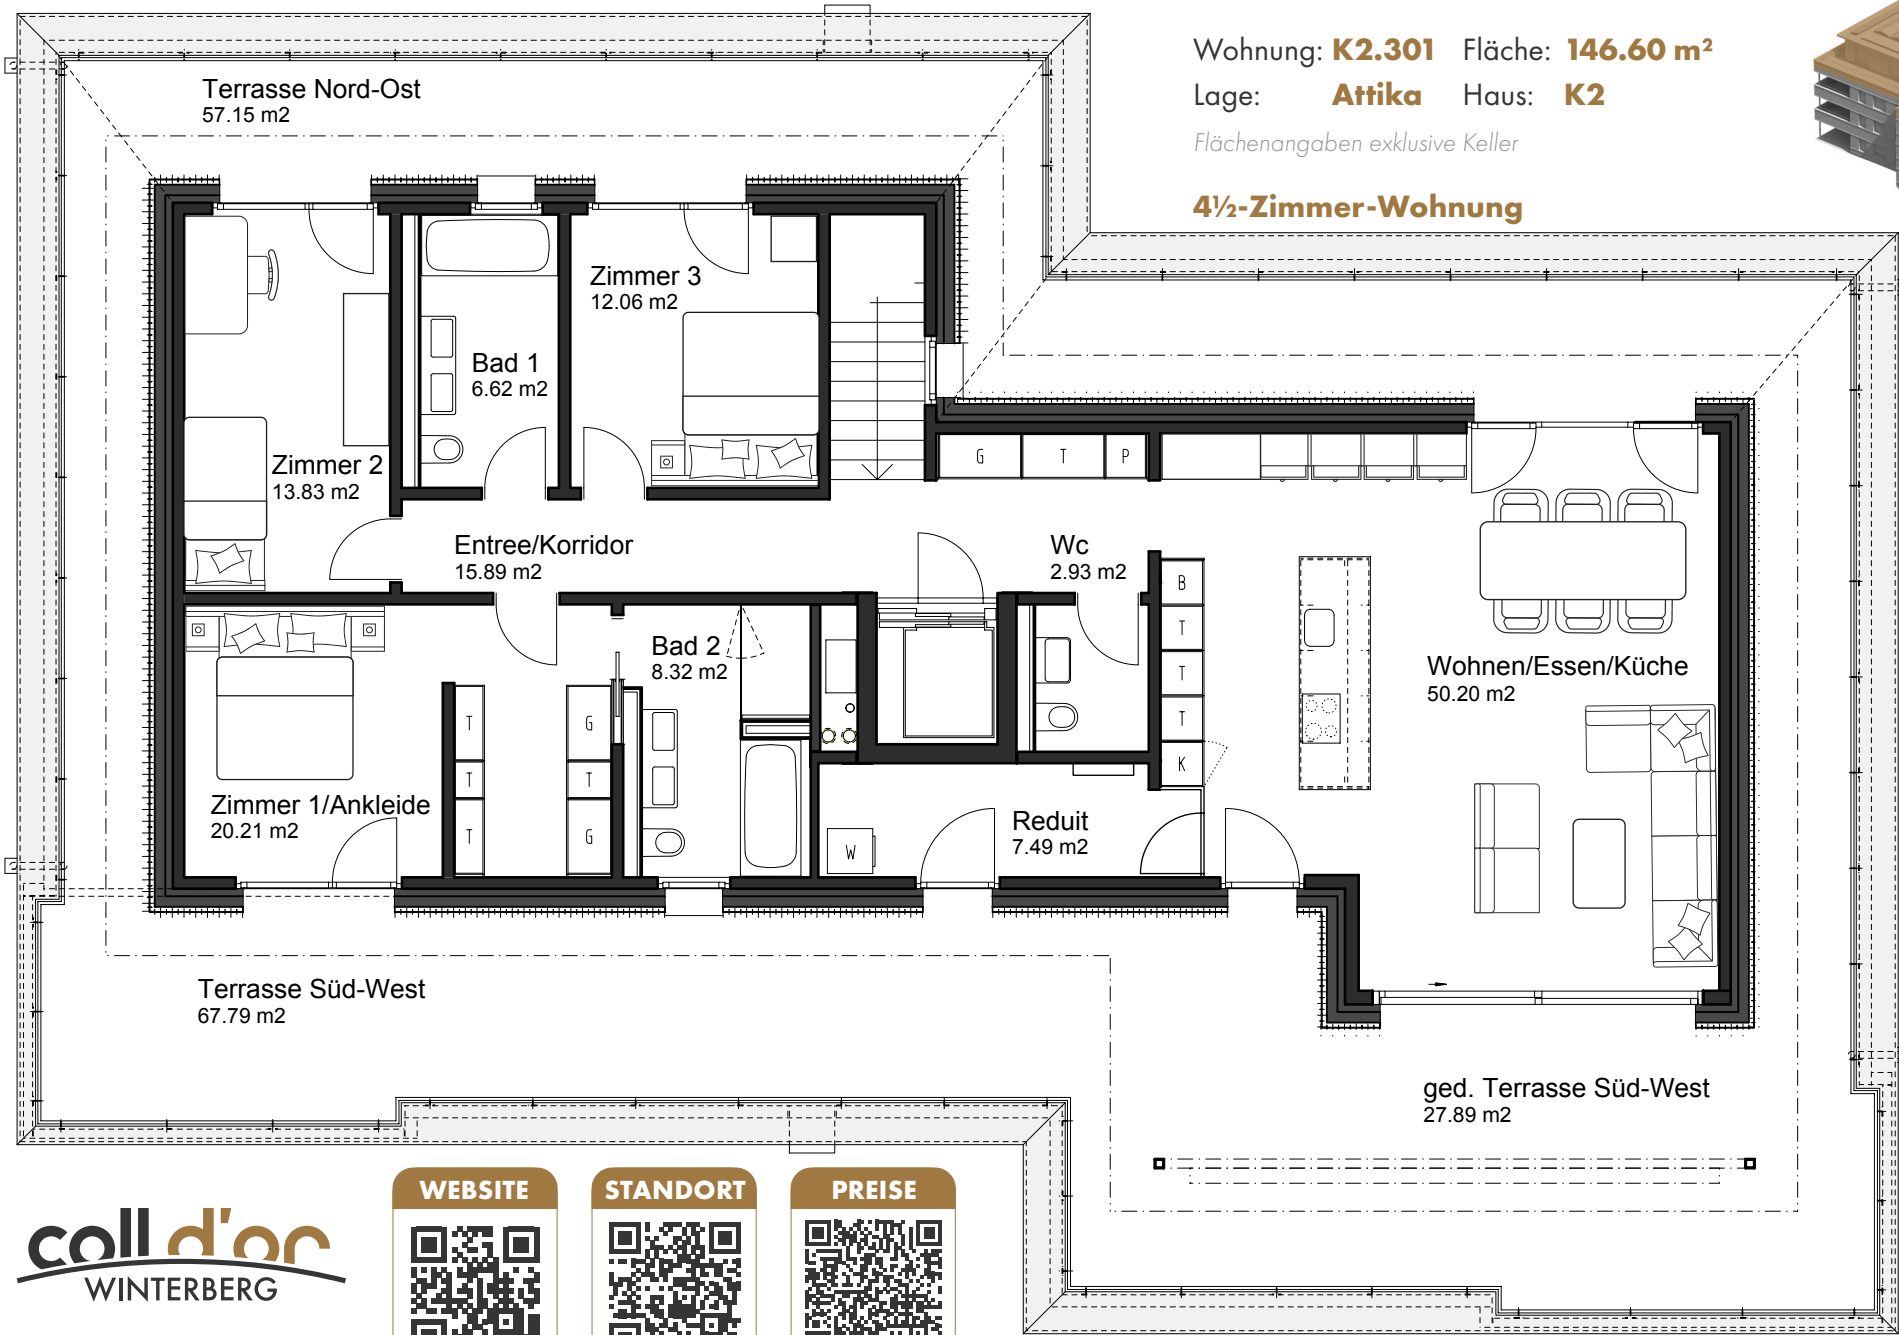 Wohnung: K2.301 Fläche: 146.60 m²
Lage: Attika Haus: K2
Flächenangaben exklusive Keller
4½-Zimmer-Wohnung
Terrasse Nord-Ost
57.15 m2
Zimmer 3
12.06 m2
Bad 1
6.62 m2
Zimmer 2
13.83 m2
G T P
Entree/Korridor
15.89 m2
Wc
2.93 m2
B
T
T
T
K
Bad 2
8.32 m2
Wohnen/Essen/Küche
50.20 m2
T G
T T
T G
Zimmer 1/Ankleide
20.21 m2
Reduit
7.49 m2
W
Terrasse Süd-West
67.79 m2
ged. Terrasse Süd-West
27.89 m2
coll d'or
WINTERBERG
WEBSITE
STANDORT
PREISE